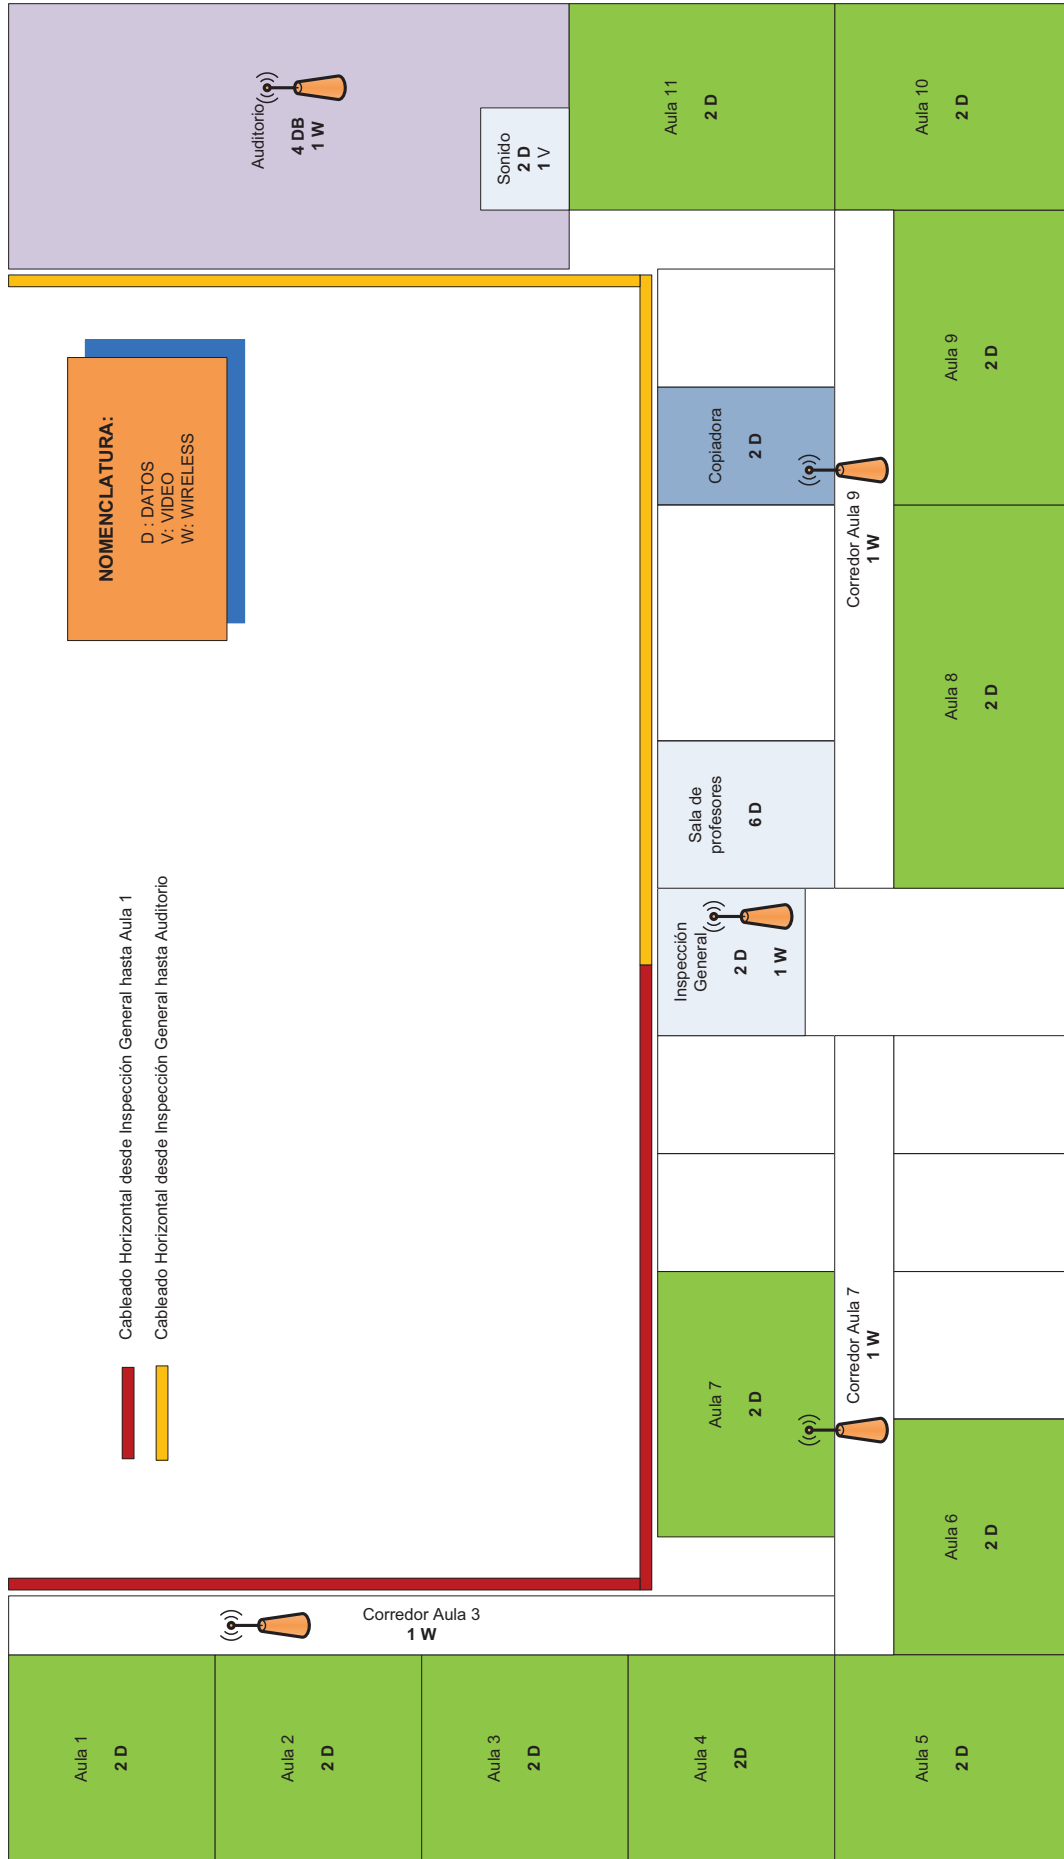 Aula 1
2 D
Aula 2
2 D
Aula 3
2 D
Aula 4
2D
Aula 5
2 D
Corredor Aula 3
1 W
Cableado Horizontal desde Inspección General hasta Aula 1
Cableado Horizontal desde Inspección General hasta Auditorio
NOMENCLATURA:
D : DATOS
V: VIDEO
W: WIRELESS
Aula 7
2 D
Corredor Aula 7
1 W
Aula 6
2 D
Inspección
General
2 D
1 W
Sala de
profesores
6 D
Copiadora
2 D
Corredor Aula 9
1 W
Aula 8
2 D
Aula 9
2 D
Auditorio
4 DB
1 W
Sonido
2 D
1 V
Aula 11
2 D
Aula 10
2 D